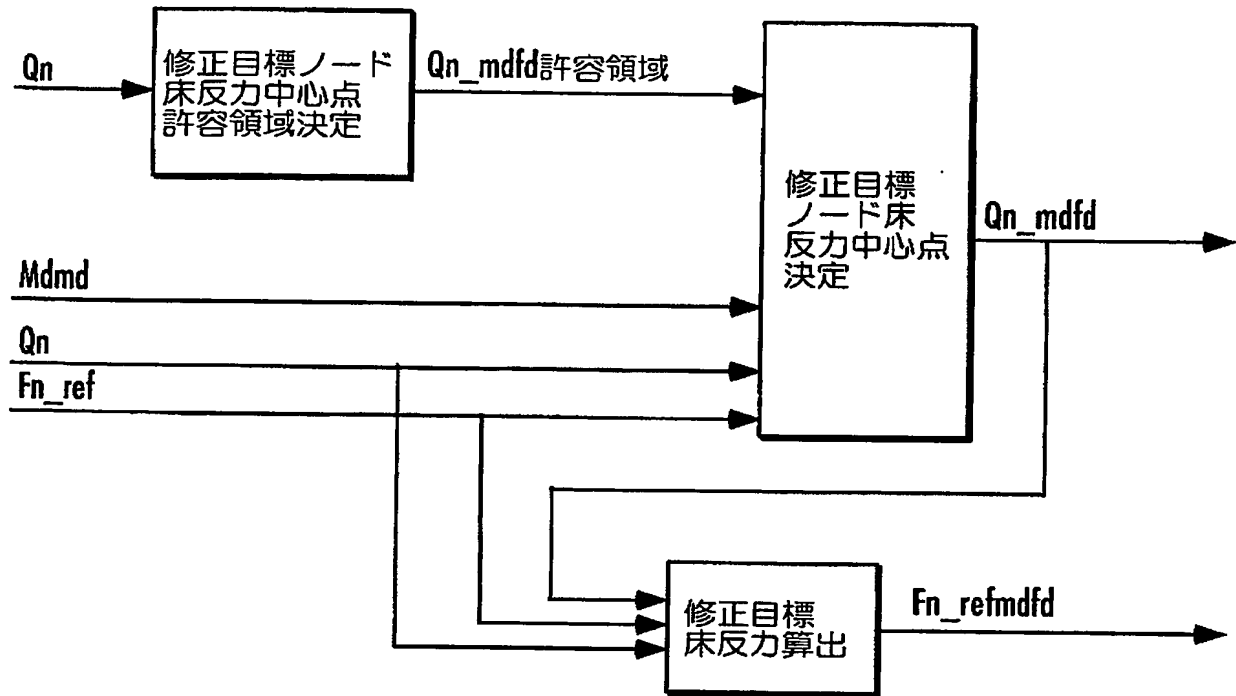 Qn
修正目標ノード
床反力中心点
許容領域決定
Qn_mdfd許容領域
修正目標
ノード床
反力中心点
決定
Qn_mdfd
Mdmd
Qn
Fn_ref
修正目標
床反力算出
Fn_refmdfd